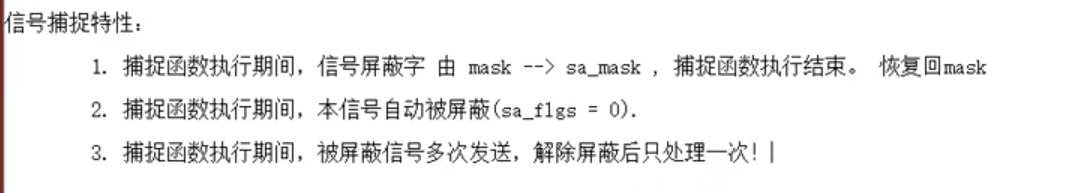 信号捕捉特性：
1. 捕捉函数执行期间，信号屏蔽字 由 mask --> sa_mask , 捕捉函数执行结束。 恢复回mask
2. 捕捉函数执行期间，本信号自动被屏蔽(sa_flgs = 0).
3. 捕捉函数执行期间，被屏蔽信号多次发送，解除屏蔽后只处理一次!